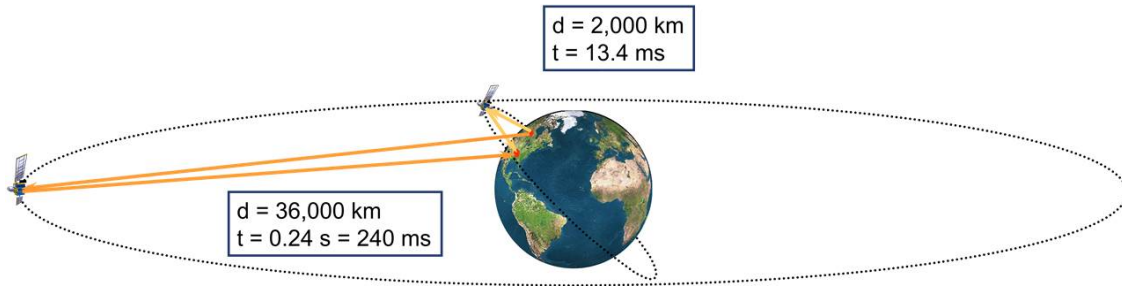 d = 2,000 km
t = 13.4 ms
d = 36,000 km
t = 0.24 s = 240 ms